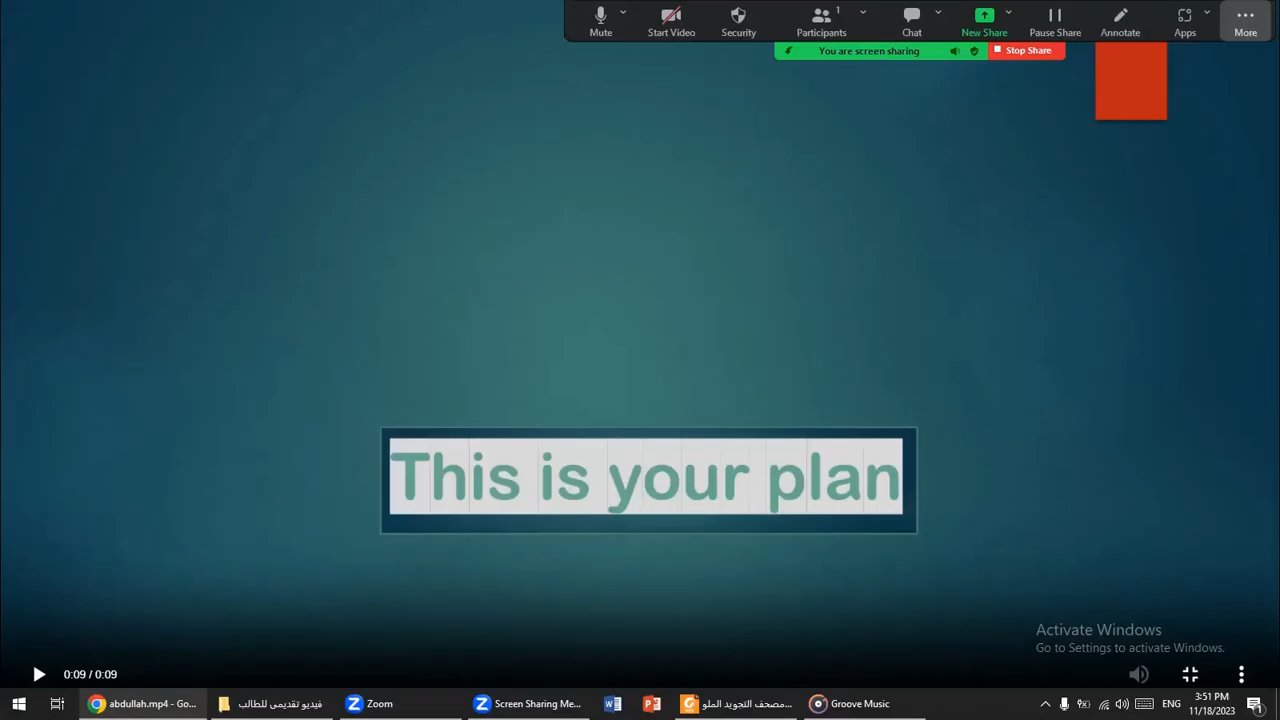 Mute
Start Video
Security
Participants
1
Chat
New Share
Pause Share
Annotate
Apps
More
You are screen sharing
Stop Share
This is your plan
Activate Windows
Go to Settings to activate Windows.
0:09 / 0:09
abdullah.mp4 - Go...
فيديو تقديمي للطالب
Zoom
Screen Sharing Me...
مصحف التجويد الملو...
Groove Music
ENG
3:51 PM
11/18/2023